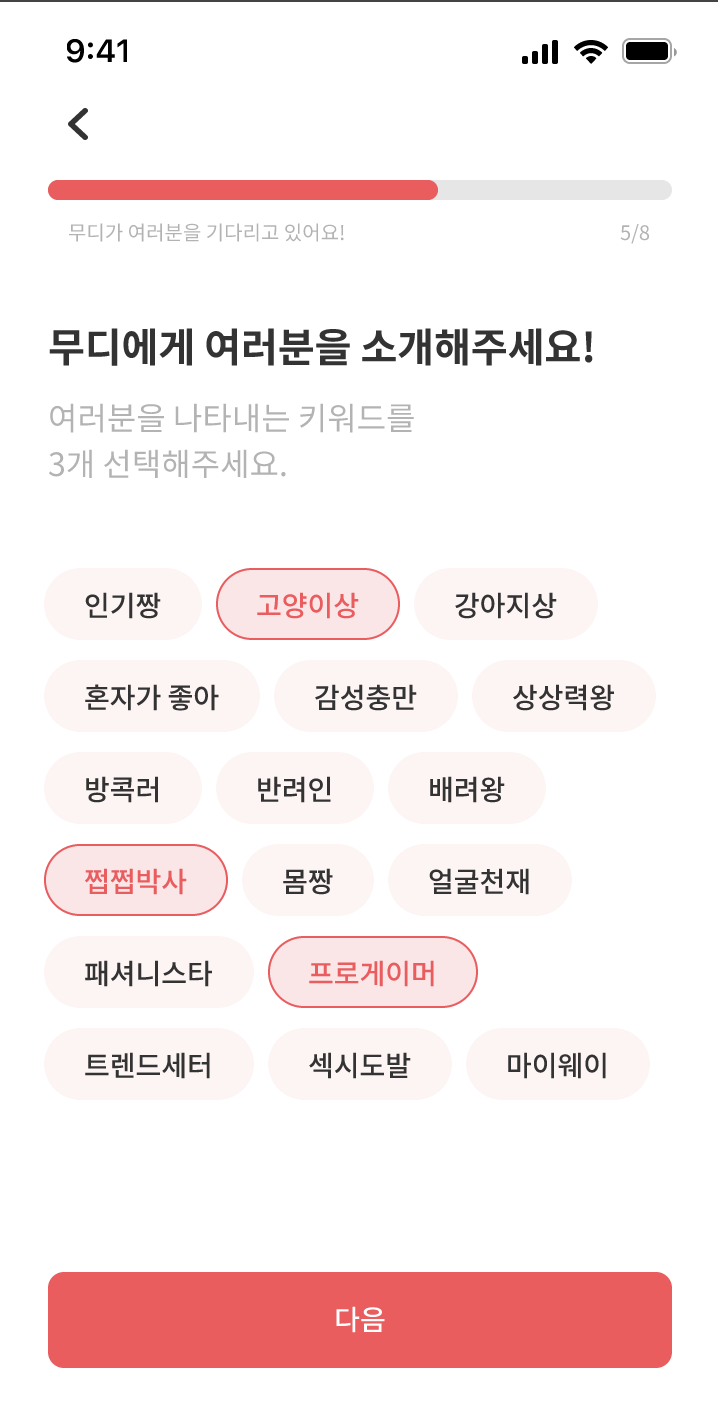 9:41
무디가 여러분을 기다리고 있어요! 5/8
무디에게 여러분을 소개해주세요!
여러분을 나타내는 키워드를
3개 선택해주세요.
인기짱 고양이상 강아지상
혼자가 좋아 감성충만 상상력왕
방콕러 반려인 배려왕
쩝쩝박사 몸짱 얼굴천재
패셔니스타 프로게이머
트렌드세터 섹시도발 마이웨이
다음